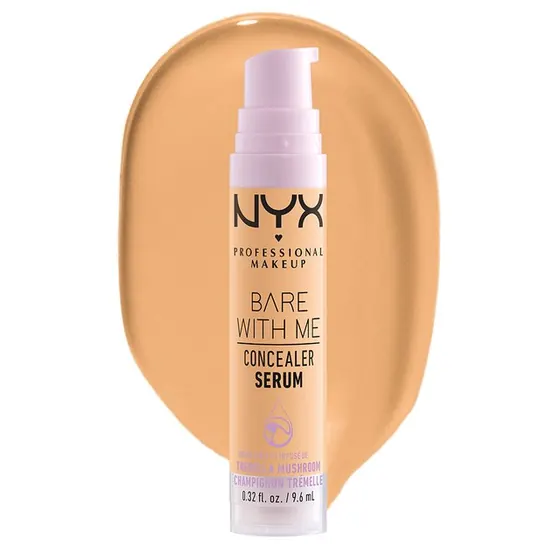 NYX
PROFESSIONAL
MAKEUP
BARE
WITH ME
CONCEALER
SERUM
MUSHROOM
CHAMPIGNON TRÉMELLE
0.32 fl. oz. / 9.6 mL